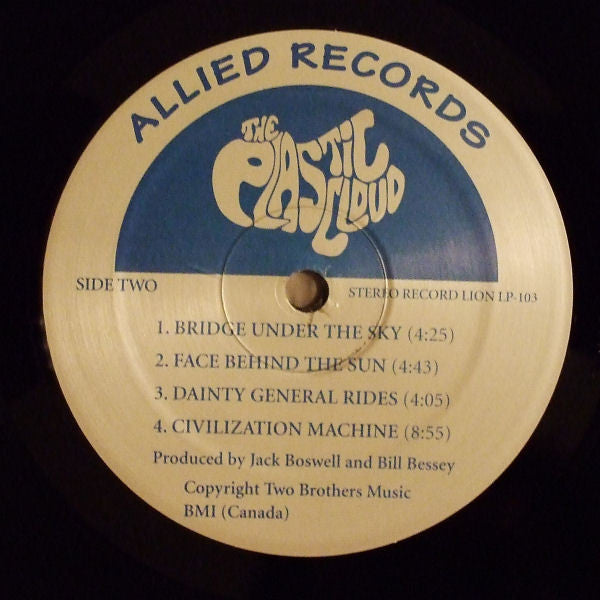 ALLIED RECORDS
THE
PLASTIC
CLOUD
SIDE TWO
STEREO RECORD LION LP-103
1. BRIDGE UNDER THE SKY (4:25)
2. FACE BEHIND THE SUN (4:43)
3. DAINTY GENERAL RIDES (4:05)
4. CIVILIZATION MACHINE (8:55)
Produced by Jack Boswell and Bill Bessey
Copyright Two Brothers Music
BMI (Canada)